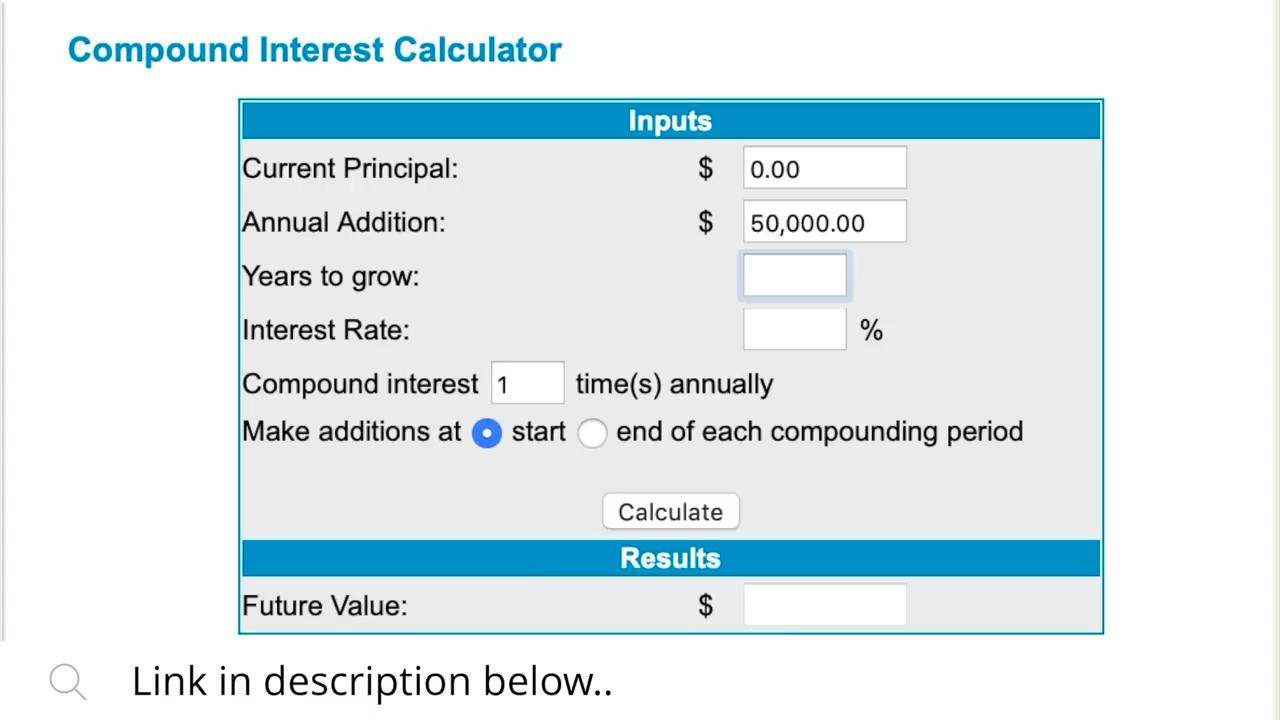 Compound Interest Calculator
Inputs
Current Principal: $ 0.00
Annual Addition: $ 50,000.00
Years to grow:
Interest Rate: %
Compound interest 1 time(s) annually
Make additions at start end of each compounding period
Calculate
Results
Future Value: $
Link in description below..